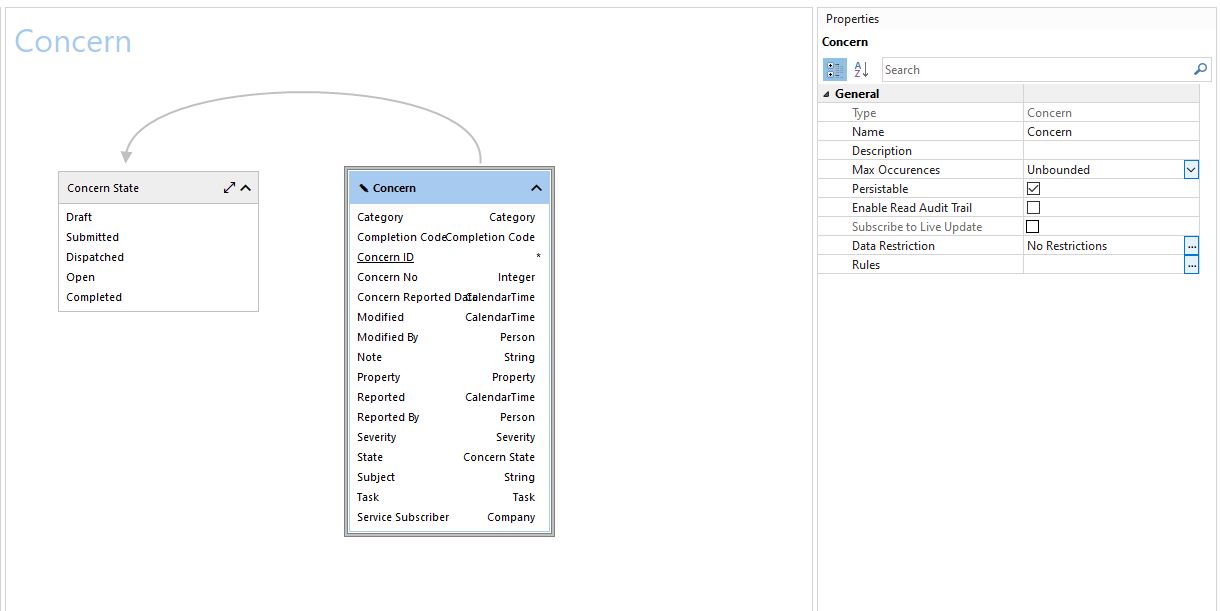 Concern
Concern State
Draft
Submitted
Dispatched
Open
Completed
Concern
Category Category
Completion Code Completion Code
Concern ID *
Concern No Integer
Concern Reported Data CalendarTime
Modified CalendarTime
Modified By Person
Note String
Property Property
Reported CalendarTime
Reported By Person
Severity Severity
State Concern State
Subject String
Task Task
Service Subscriber Company
Properties
Concern
Search
General
Type Concern
Name Concern
Description
Max Occurences Unbounded
Persistable
Enable Read Audit Trail
Subscribe to Live Update
Data Restriction No Restrictions ...
Rules ...